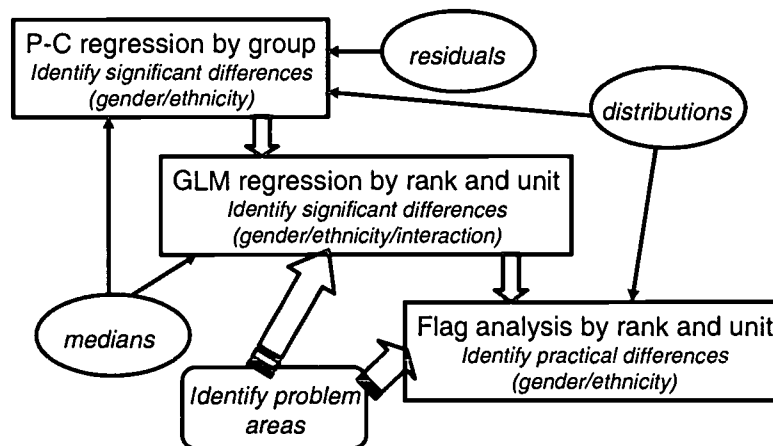 P-C regression by group
Identify significant differences
(gender/ethnicity)
residuals
distributions
GLM regression by rank and unit
Identify significant differences
(gender/ethnicity/interaction)
medians
Flag analysis by rank and unit
Identify practical differences
(gender/ethnicity)
Identify problem
areas